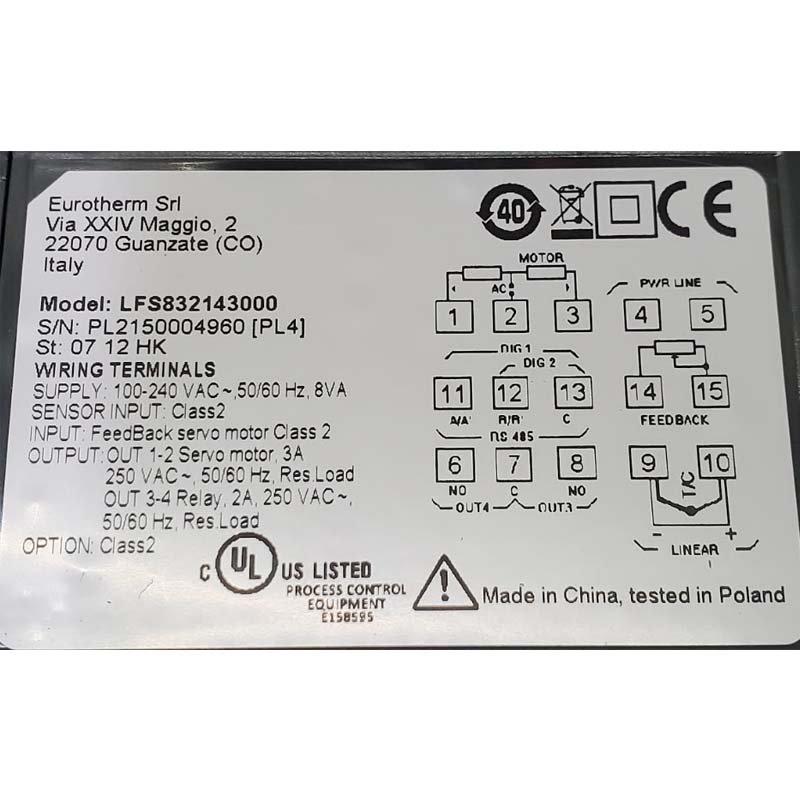 Eurotherm Srl
Via XXIV Maggio, 2
22070 Guanzate (CO)
Italy
40
CE
Model: LFS832143000
S/N: PL2150004960 [PL4]
St: 07 12 HK
WIRING TERMINALS
SUPPLY: 100-240 VAC~,50/60 Hz, 8VA
SENSOR INPUT: Class2
INPUT: FeedBack servo motor Class 2
OUTPUT: OUT 1-2 Servo motor, 3A
250 VAC~, 50/60 Hz, Res.Load
OUT 3-4 Relay, 2A, 250 VAC~,
50/60 Hz, Res.Load
OPTION: Class2
MOTOR
AC
1 2 3
PWR LINE
4 5
DIG 1
DIG 2
11 12 13
A/A' B/B' C
RS 485
14 15
FEEDBACK
6 7 8
NO C NO
OUT4 OUT3
9 10
T/C
- +
LINEAR
C UL US LISTED
PROCESS CONTROL
EQUIPMENT
E158595
Made in China, tested in Poland